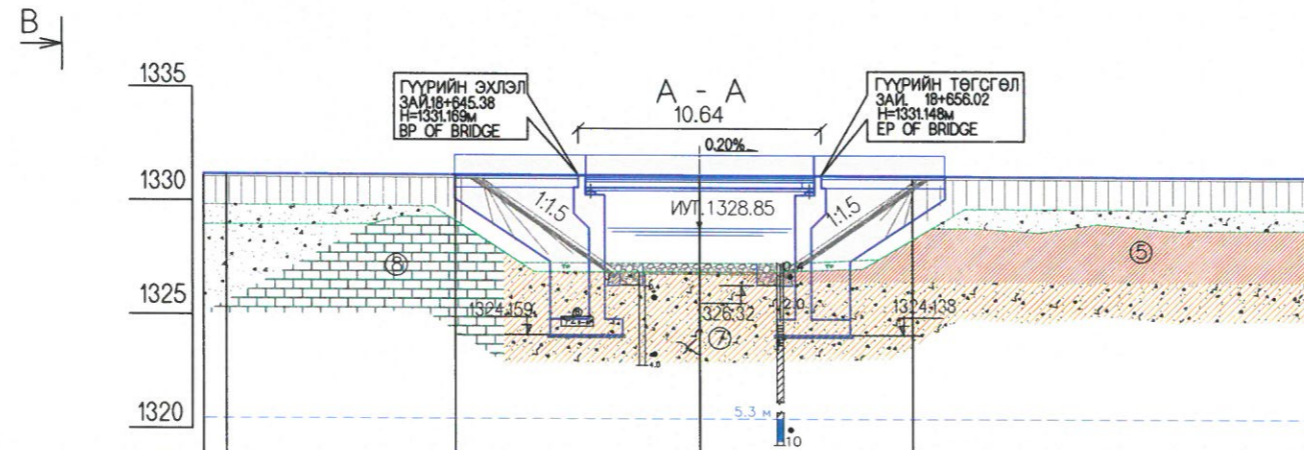 B
1335
1330
1325
1320
ГҮҮРИЙН ЭХЛЭЛ
ЗАЙ.18+645.38
H=1331.169м
BP OF BRIDGE
A - A
10.64
0.20%
ГҮҮРИЙН ТӨГСГӨЛ
ЗАЙ. 18+656.02
H=1331.148м
EP OF BRIDGE
1:1.5
ИУТ.1328.85
1:1.5
8
5
1324.159
326.32
2.0
1324.138
7
4.0
5.3 м
10